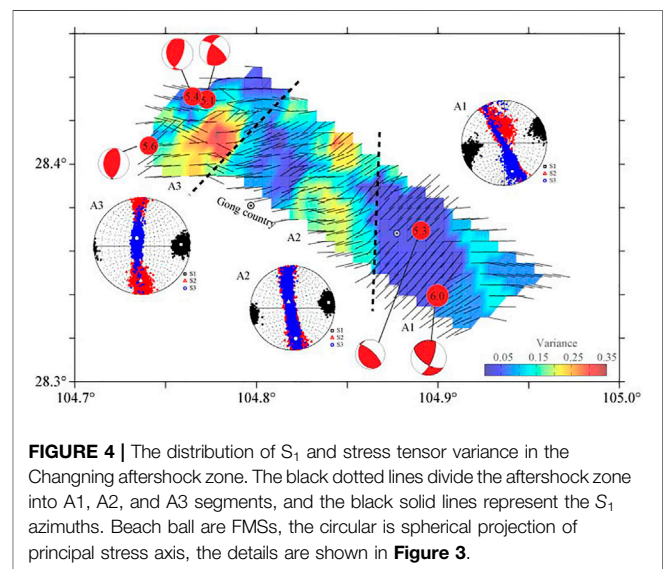 28.4°
28.3°
104.7°
104.8°
104.9°
105.0°
5.4
5.1
5.6
5.3
6.0
A3
A2
A1
Gong country
A3
S1
S2
S3
A2
S1
S2
S3
A1
S1
S2
S3
Variance
0.05 0.15 0.25 0.35
FIGURE 4 | The distribution of S₁ and stress tensor variance in the
Changning aftershock zone. The black dotted lines divide the aftershock zone
into A1, A2, and A3 segments, and the black solid lines represent the S₁
azimuths. Beach ball are FMSs, the circular is spherical projection of
principal stress axis, the details are shown in Figure 3.